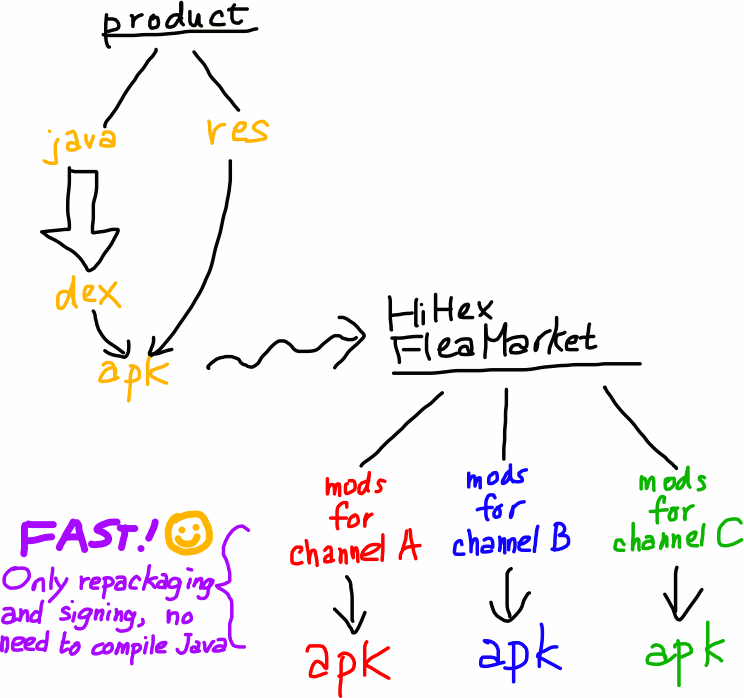 product
java
res
dex
apk
HiHex
FleaMarket
mods
for
channel A
mods
for
channel B
mods
for
channel C
FAST!
Only repackaging
and signing, no
need to compile Java
apk
apk
apk